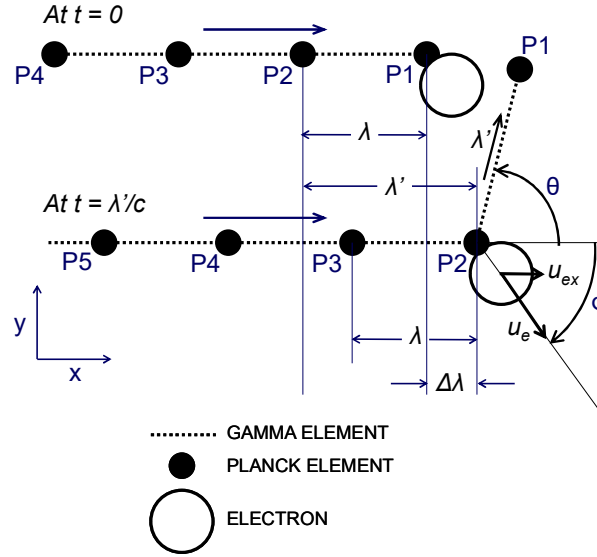 At t = 0
P4
P3
P2
P1
P1
λ
λ'
λ'
θ
At t = λ'/c
P5
P4
P3
P2
u_ex
u_e
λ
Δλ
y
x
GAMMA ELEMENT
PLANCK ELEMENT
ELECTRON